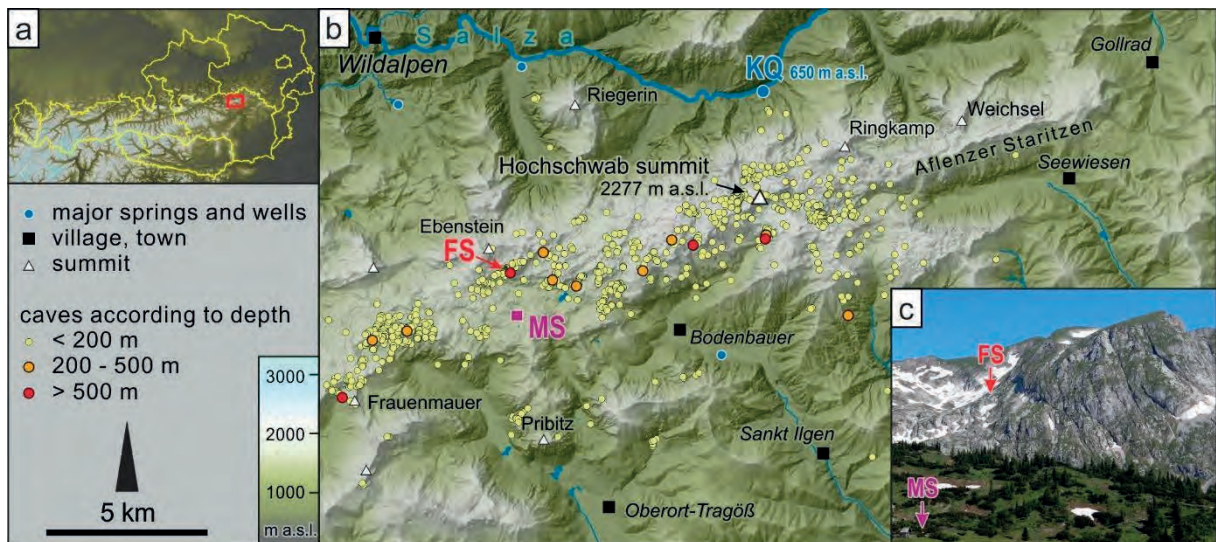 a
major springs and wells
village, town
summit
caves according to depth
< 200 m
200 - 500 m
> 500 m
5 km
3000
2000
1000
m a.s.l.
b
Salza
Wildalpen
KQ 650 m a.s.l.
Gollrad
Riegerin
Weichsel
Ringkamp
Aflenzer Staritzen
Hochschwab summit
2277 m a.s.l.
Seewiesen
Ebenstein
FS
MS
Bodenbauer
Frauenmauer
Pribitz
Sankt Ilgen
Oberort-Tragöß
c
FS
MS